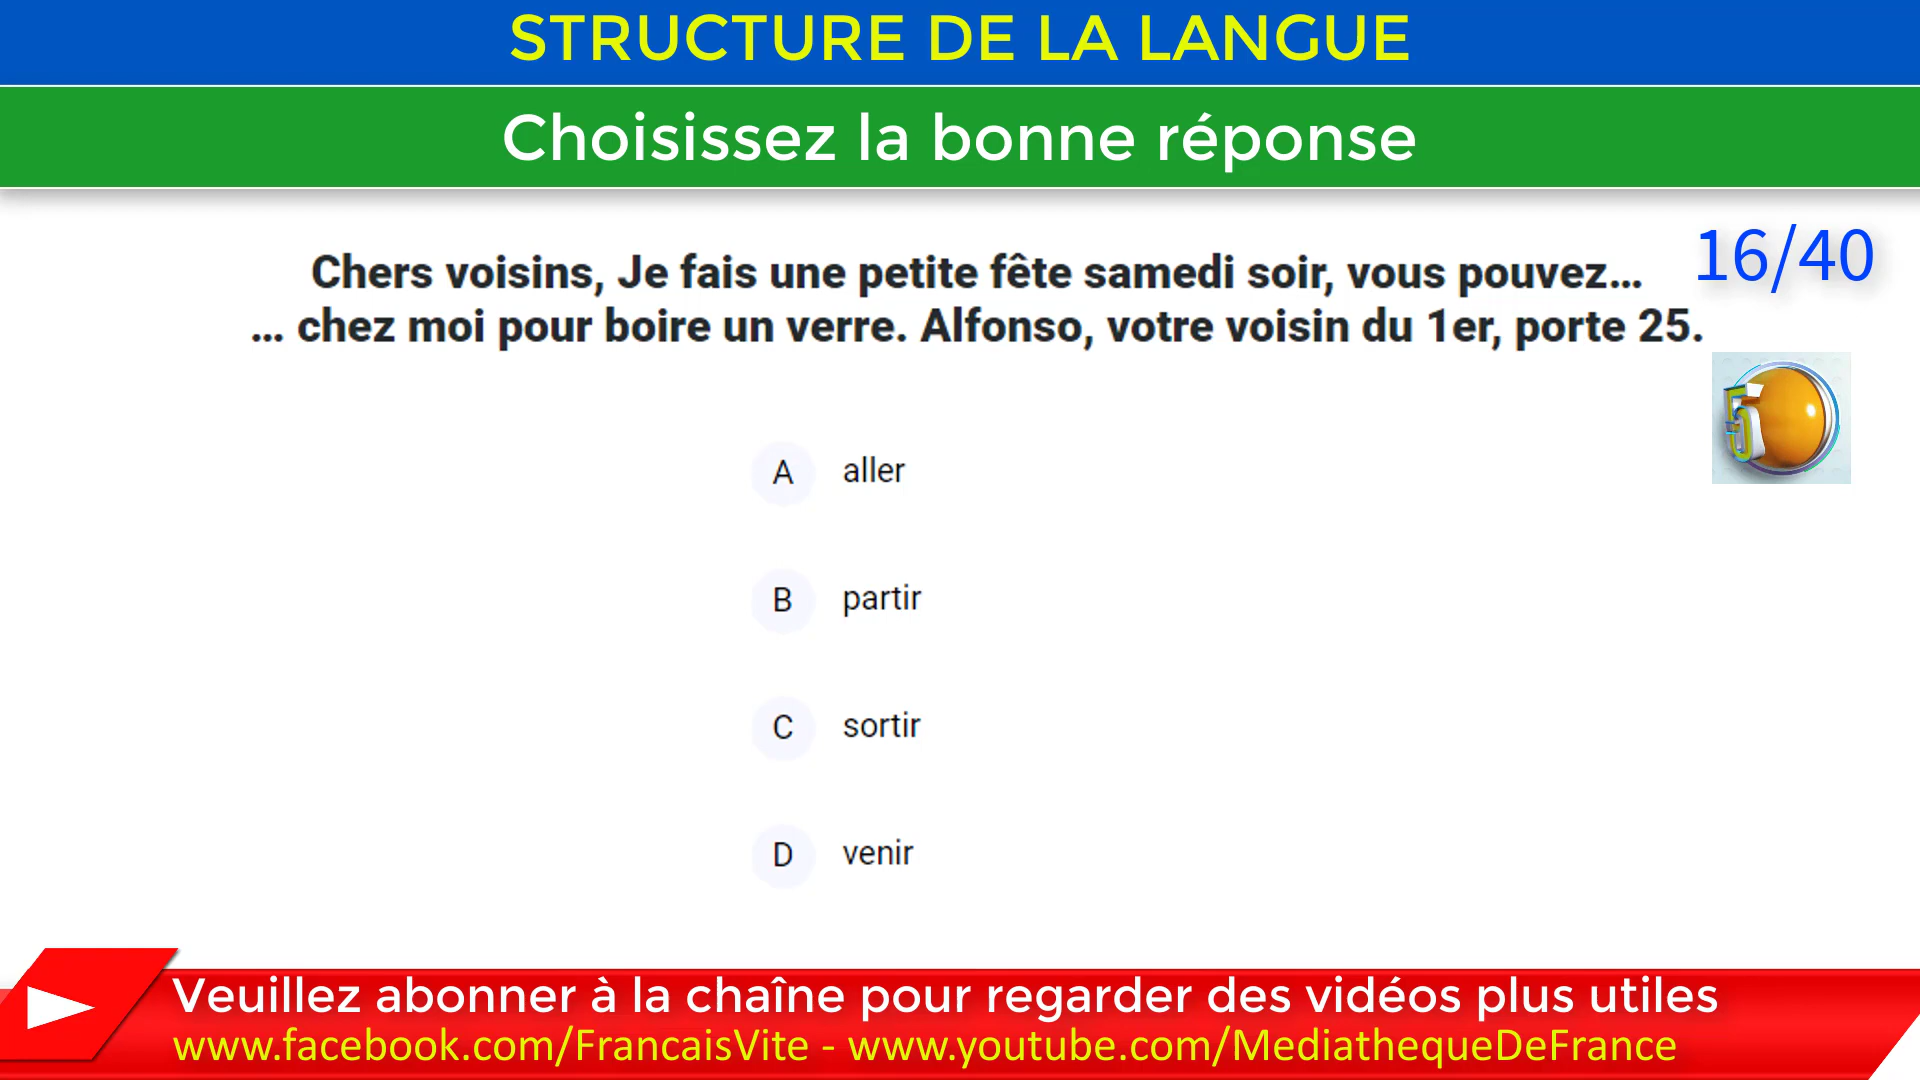 STRUCTURE DE LA LANGUE
Choisissez la bonne réponse
16/40
Chers voisins, Je fais une petite fête samedi soir, vous pouvez...
... chez moi pour boire un verre. Alfonso, votre voisin du 1er, porte 25.
5
A aller
B partir
C sortir
D venir
Veuillez abonner à la chaîne pour regarder des vidéos plus utiles
www.facebook.com/FrancaisVite - www.youtube.com/MediathequeDeFrance